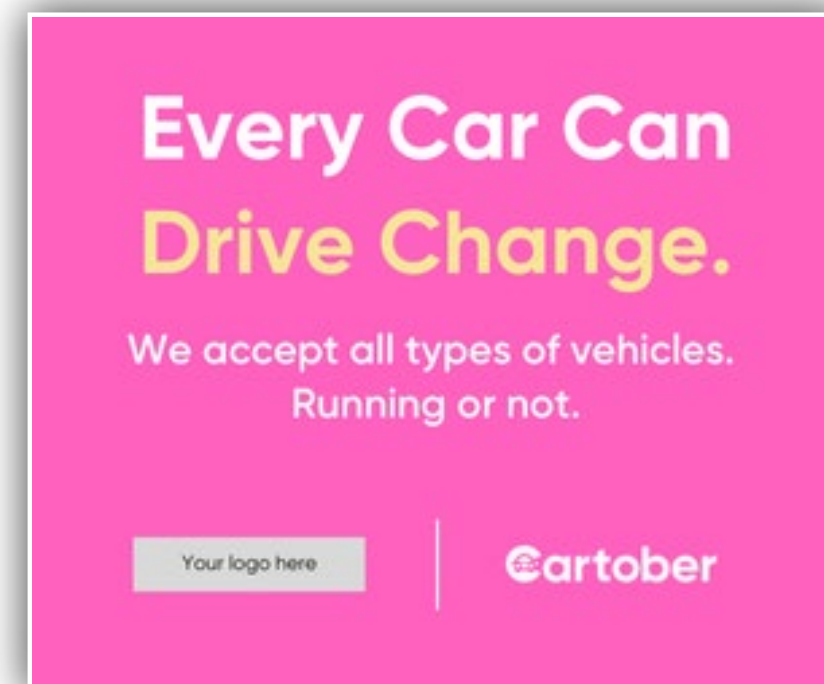 Every Car Can
Drive Change.
We accept all types of vehicles.
Running or not.
Your logo here
Cartober